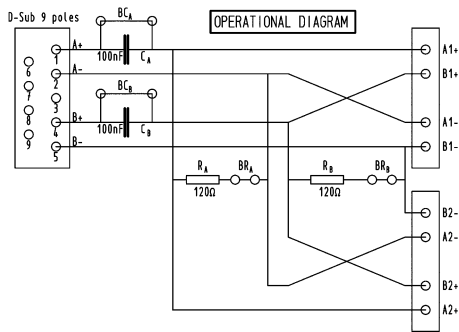 OPERATIONAL DIAGRAM
D-Sub 9 poles
BCA
A+
1
100nF
CA
A1+
6
A-
2
B1+
7
BCB
3
8
B+
4
100nF
CB
A1-
9
B-
5
B1-
RA
BRA
RB
BRB
120Ω
120Ω
B2-
A2-
B2+
A2+